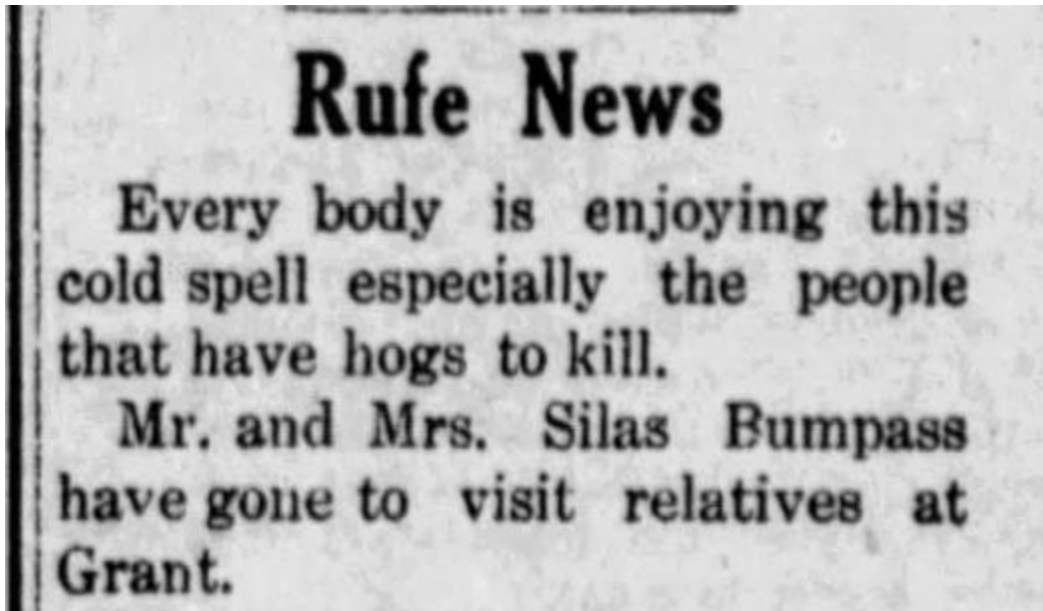 Rufe News
Every body is enjoying this
cold spell especially the people
that have hogs to kill.
Mr. and Mrs. Silas Bumpass
have gone to visit relatives at
Grant.